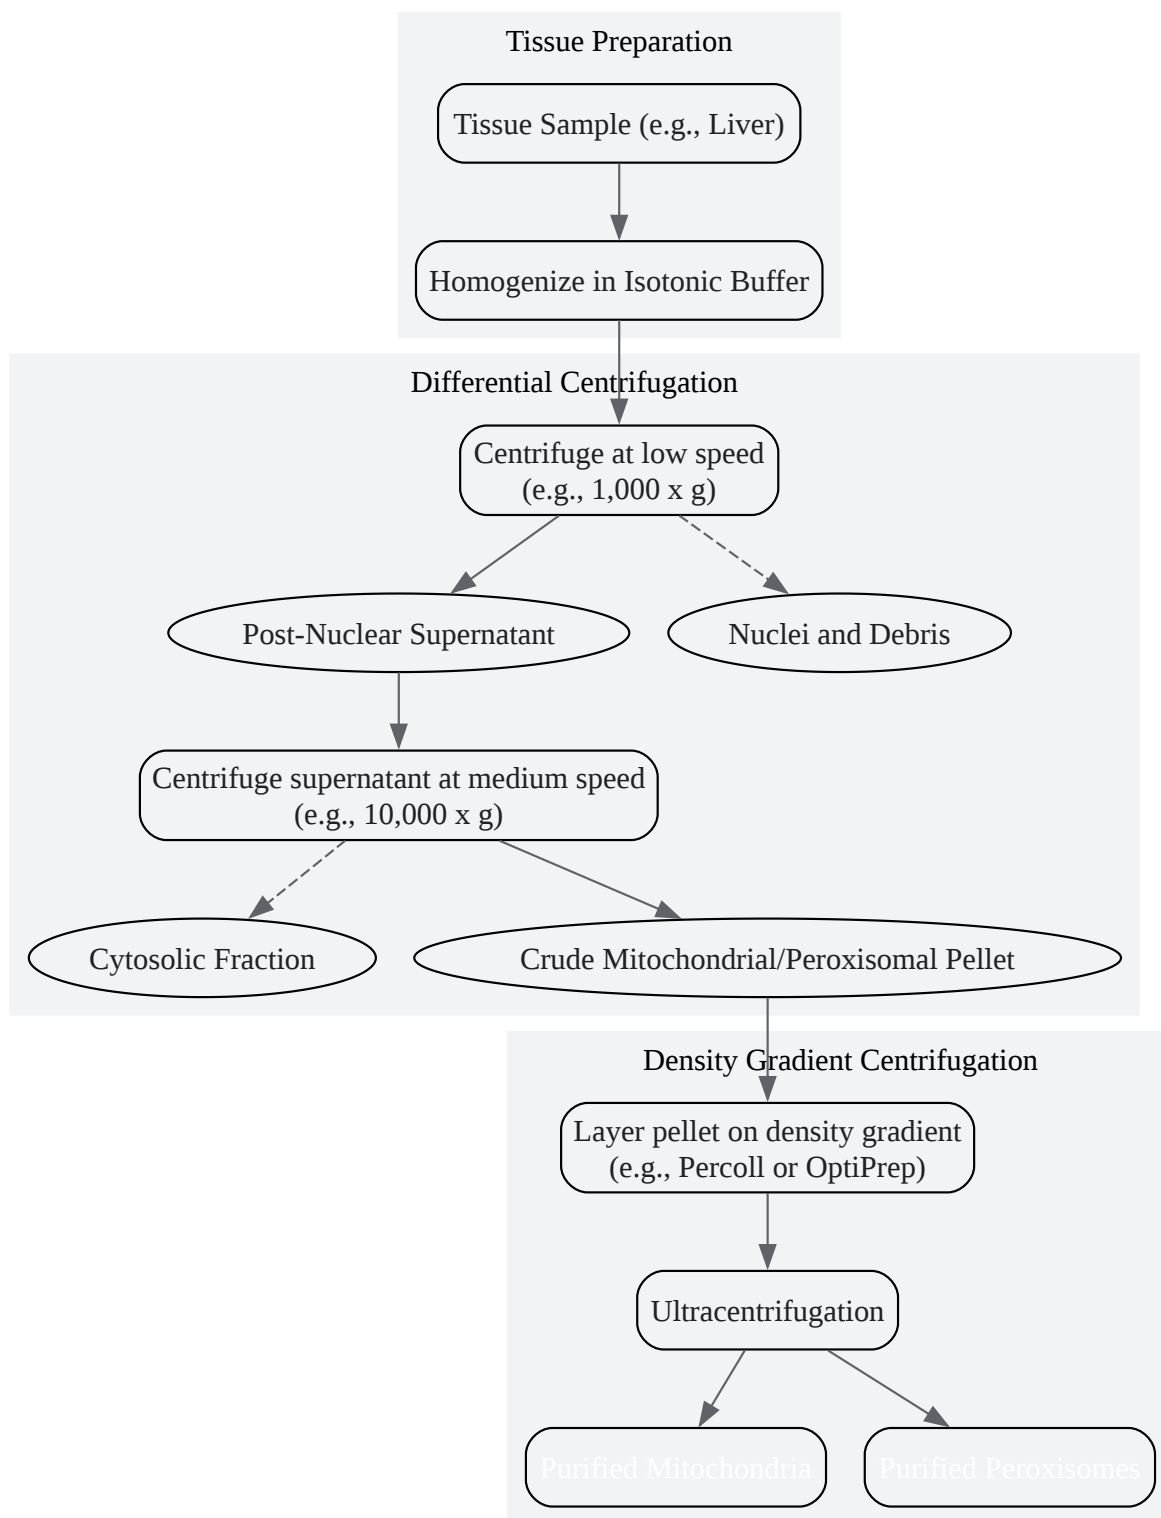 Tissue Preparation
Tissue Sample (e.g., Liver)
Homogenize in Isotonic Buffer
Differential Centrifugation
Centrifuge at low speed
(e.g., 1,000 x g)
Post-Nuclear Supernatant
Nuclei and Debris
Centrifuge supernatant at medium speed
(e.g., 10,000 x g)
Cytosolic Fraction
Crude Mitochondrial/Peroxisomal Pellet
Density Gradient Centrifugation
Layer pellet on density gradient
(e.g., Percoll or OptiPrep)
Ultracentrifugation
Purified Mitochondria
Purified Peroxisomes